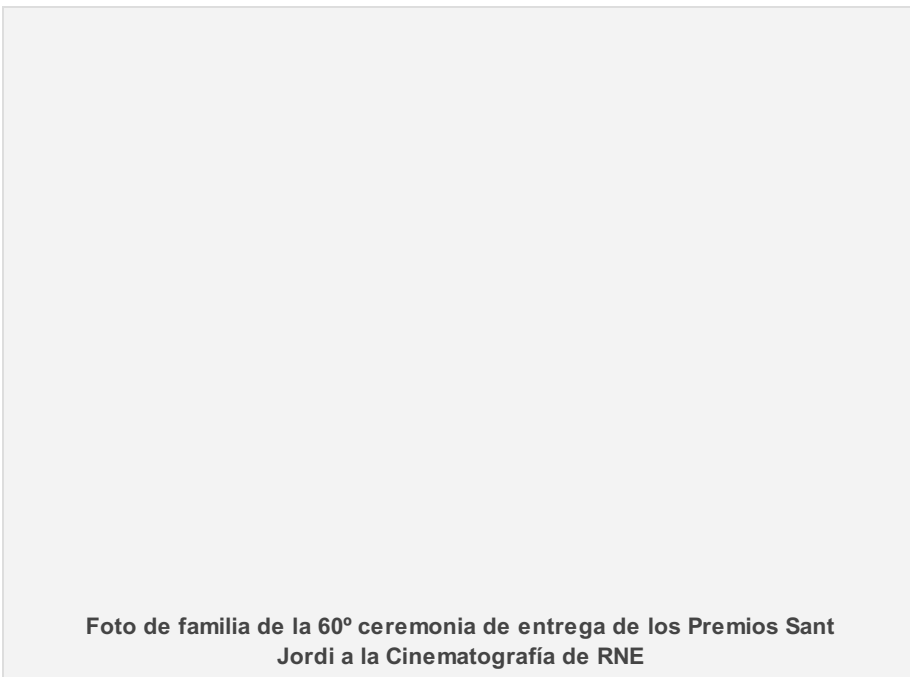 Foto de familia de la 60º ceremonia de entrega de los Premios Sant
Jordi a la Cinematografía de RNE